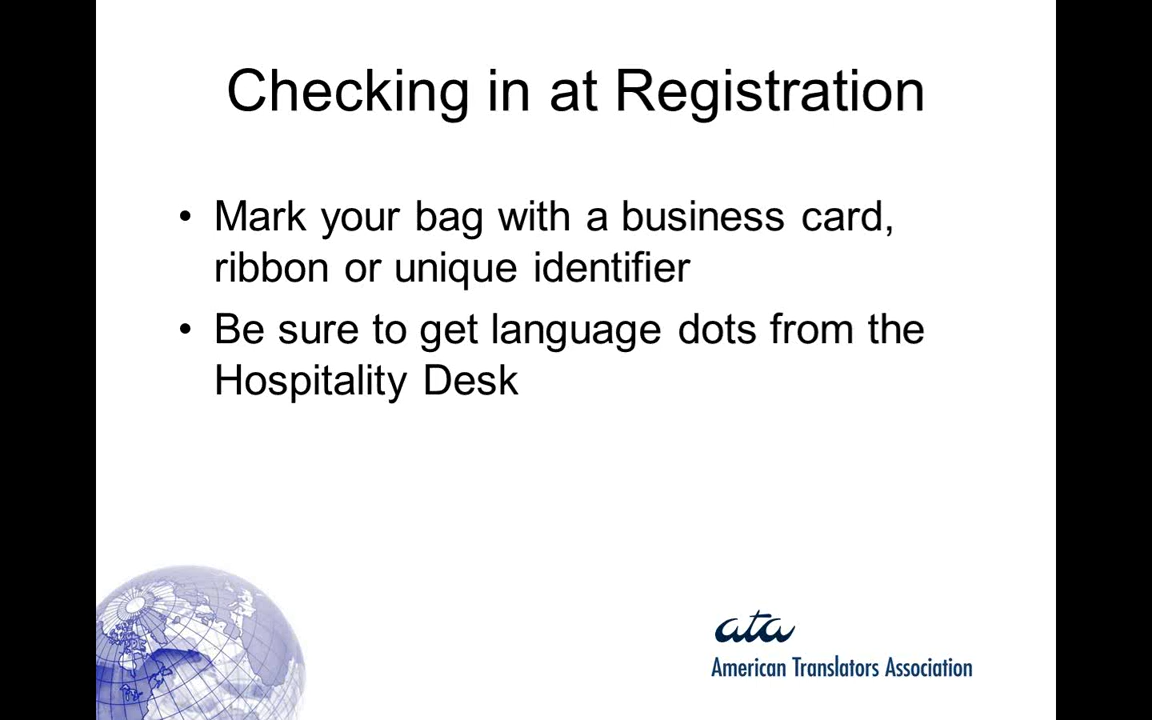 Checking in at Registration
• Mark your bag with a business card,
ribbon or unique identifier
• Be sure to get language dots from the
Hospitality Desk
ata
American Translators Association